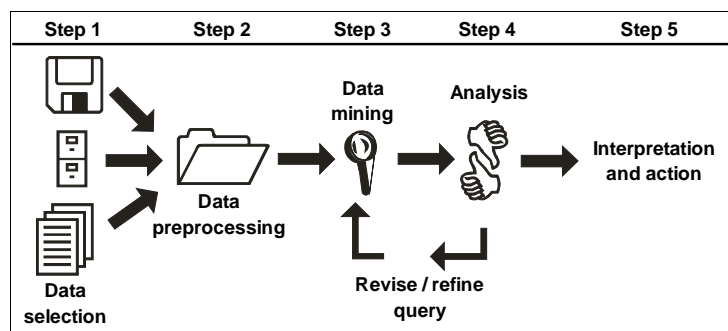 Step 1 Step 2 Step 3 Step 4 Step 5
Data
mining
Analysis
Interpretation
and action
Data
preprocessing
Data
selection
Revise / refine
query